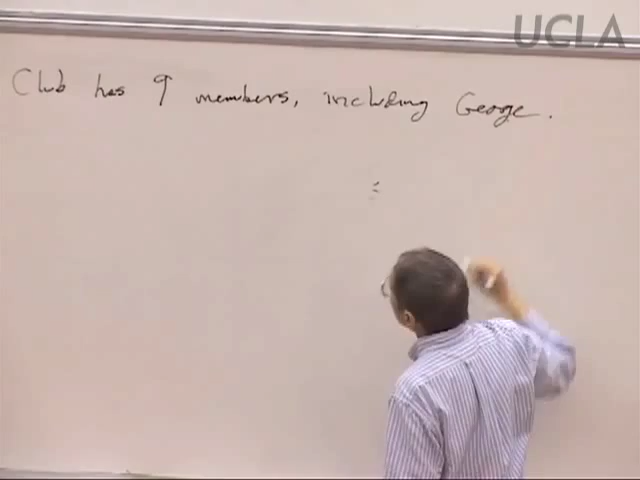 UCLA
Club has 9 members, including George.
=